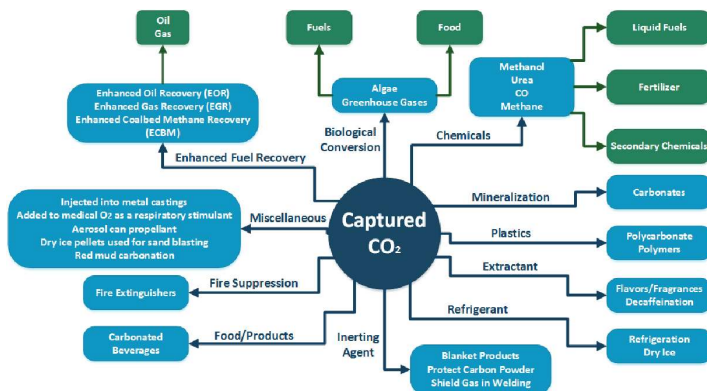 Oil
Gas
Fuels
Food
Liquid Fuels
Enhanced Oil Recovery (EOR)
Enhanced Gas Recovery (EGR)
Enhanced Coalbed Methane Recovery
(ECBM)
Algae
Greenhouse Gases
Methanol
Urea
CO
Methane
Fertilizer
Secondary Chemicals
Biological
Conversion
Chemicals
Enhanced Fuel Recovery
Mineralization
Carbonates
Injected into metal castings
Added to medical O2 as a respiratory stimulant
Aerosol can propellant
Dry ice pellets used for sand blasting
Red mud carbonation
Miscellaneous
Captured
CO2
Plastics
Polycarbonate
Polymers
Extractant
Flavors/Fragrances
Decaffeination
Fire Suppression
Fire Extinguishers
Refrigerant
Refrigeration
Dry Ice
Food/Products
Carbonated
Beverages
Inerting
Agent
Blanket Products
Protect Carbon Powder
Shield Gas in Welding